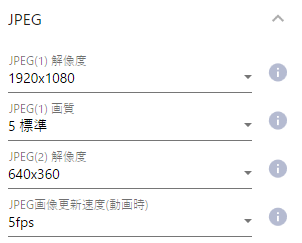 JPEG
JPEG(1) 解像度
1920x1080
JPEG(1) 画質
5 標準
JPEG(2) 解像度
640x360
JPEG画像更新速度(動画時)
5fps